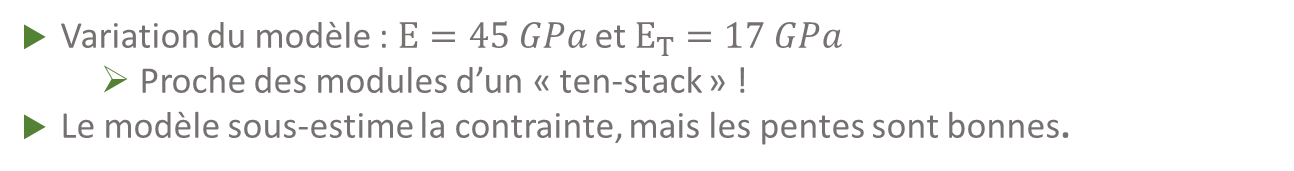 Variation du modèle : E = 45 GPa et E_T = 17 GPa
Proche des modules d'un « ten-stack » !
Le modèle sous-estime la contrainte, mais les pentes sont bonnes.